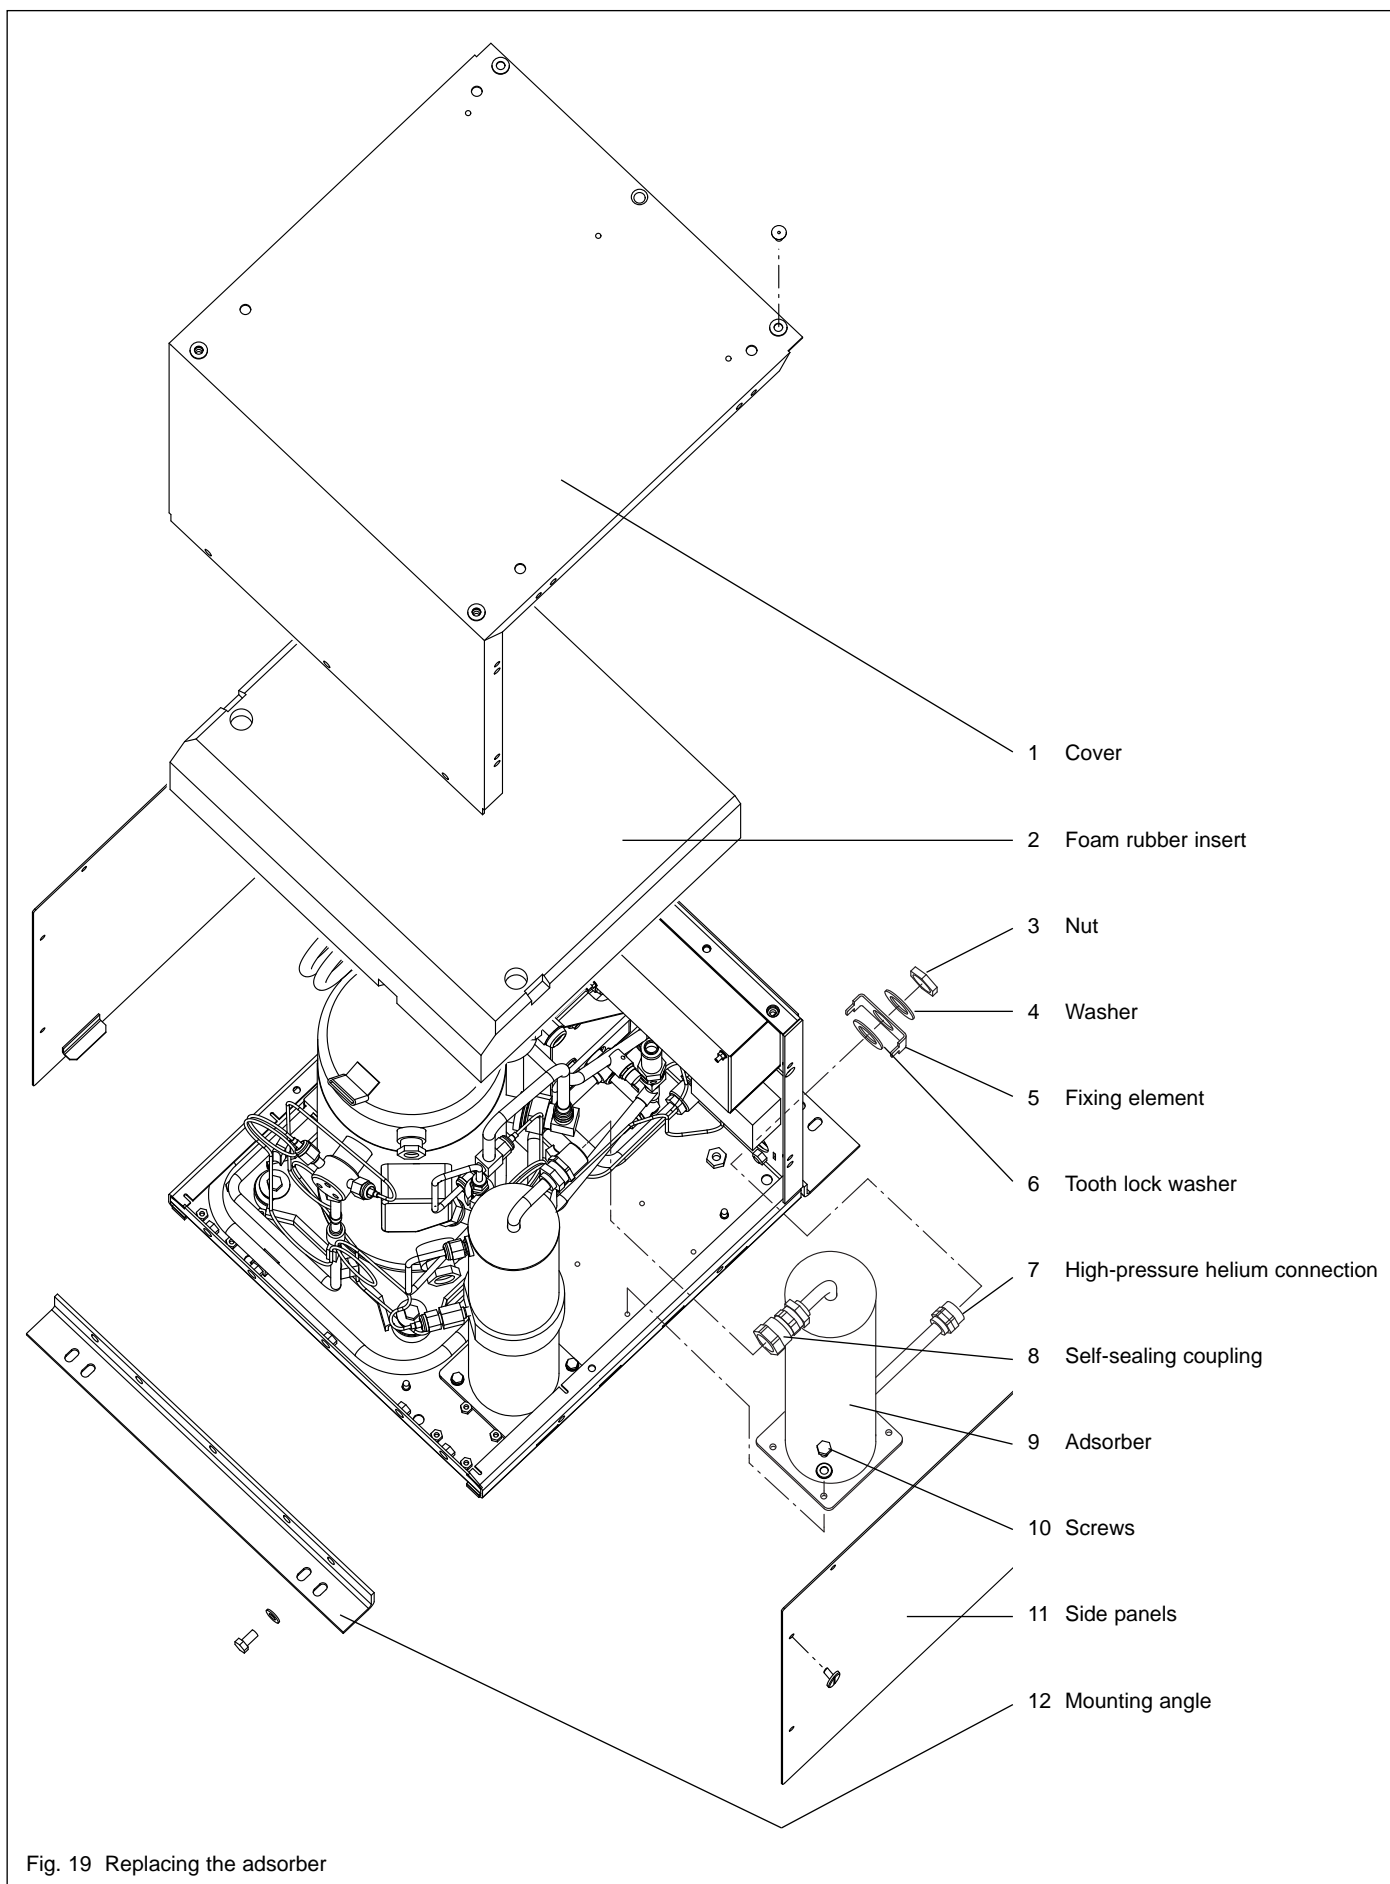 1 Cover
2 Foam rubber insert
3 Nut
4 Washer
5 Fixing element
6 Tooth lock washer
7 High-pressure helium connection
8 Self-sealing coupling
9 Adsorber
10 Screws
11 Side panels
12 Mounting angle
Fig. 19 Replacing the adsorber